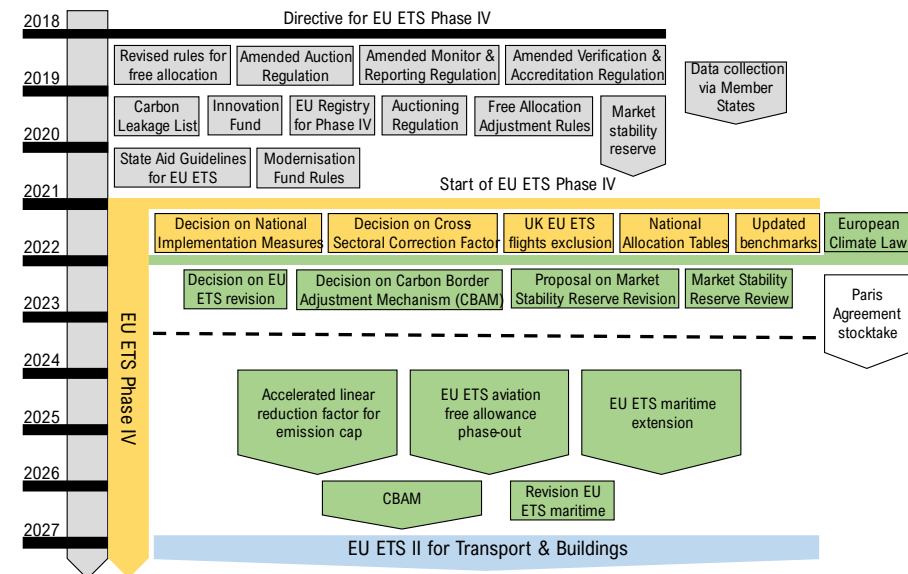 2018
Directive for EU ETS Phase IV
Revised rules for
free allocation
Amended Auction
Regulation
Amended Monitor &
Reporting Regulation
Amended Verification &
Accreditation Regulation
2019
Data collection
via Member
States
Carbon
Leakage List
Innovation
Fund
EU Registry
for Phase IV
Auctioning
Regulation
Free Allocation
Adjustment Rules
Market
stability
reserve
2020
State Aid Guidelines
for EU ETS
Modernisation
Fund Rules
2021
Start of EU ETS Phase IV
Decision on National
Implementation Measures
Decision on Cross-
Sectoral Correction Factor
UK EU ETS
flights exclusion
National
Allocation Tables
Updated
benchmarks
European
Climate Law
2022
Decision on EU
ETS revision
Decision on Carbon Border
Adjustment Mechanism (CBAM)
Proposal on Market
Stability Reserve Revision
Market Stability
Reserve Review
Paris
Agreement
stocktake
2023
EU ETS Phase IV
2024
Accelerated linear
reduction factor for
emission cap
EU ETS aviation
free allowance
phase-out
EU ETS maritime
extension
2025
2026
CBAM
Revision EU
ETS maritime
2027
EU ETS II for Transport & Buildings